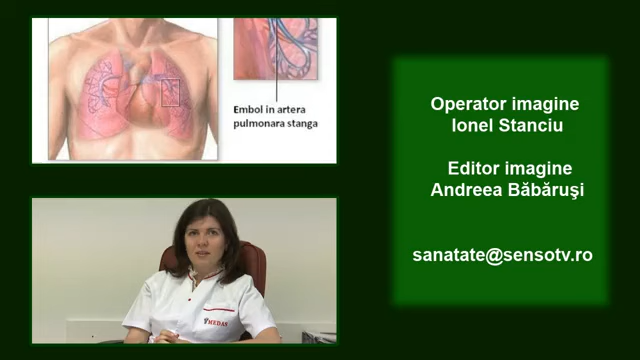 Embol in artera
pulmonara stanga
MEDAS
Operator imagine
Ionel Stanciu
Editor imagine
Andreea Băbăruşi
sanatate@sensotv.ro